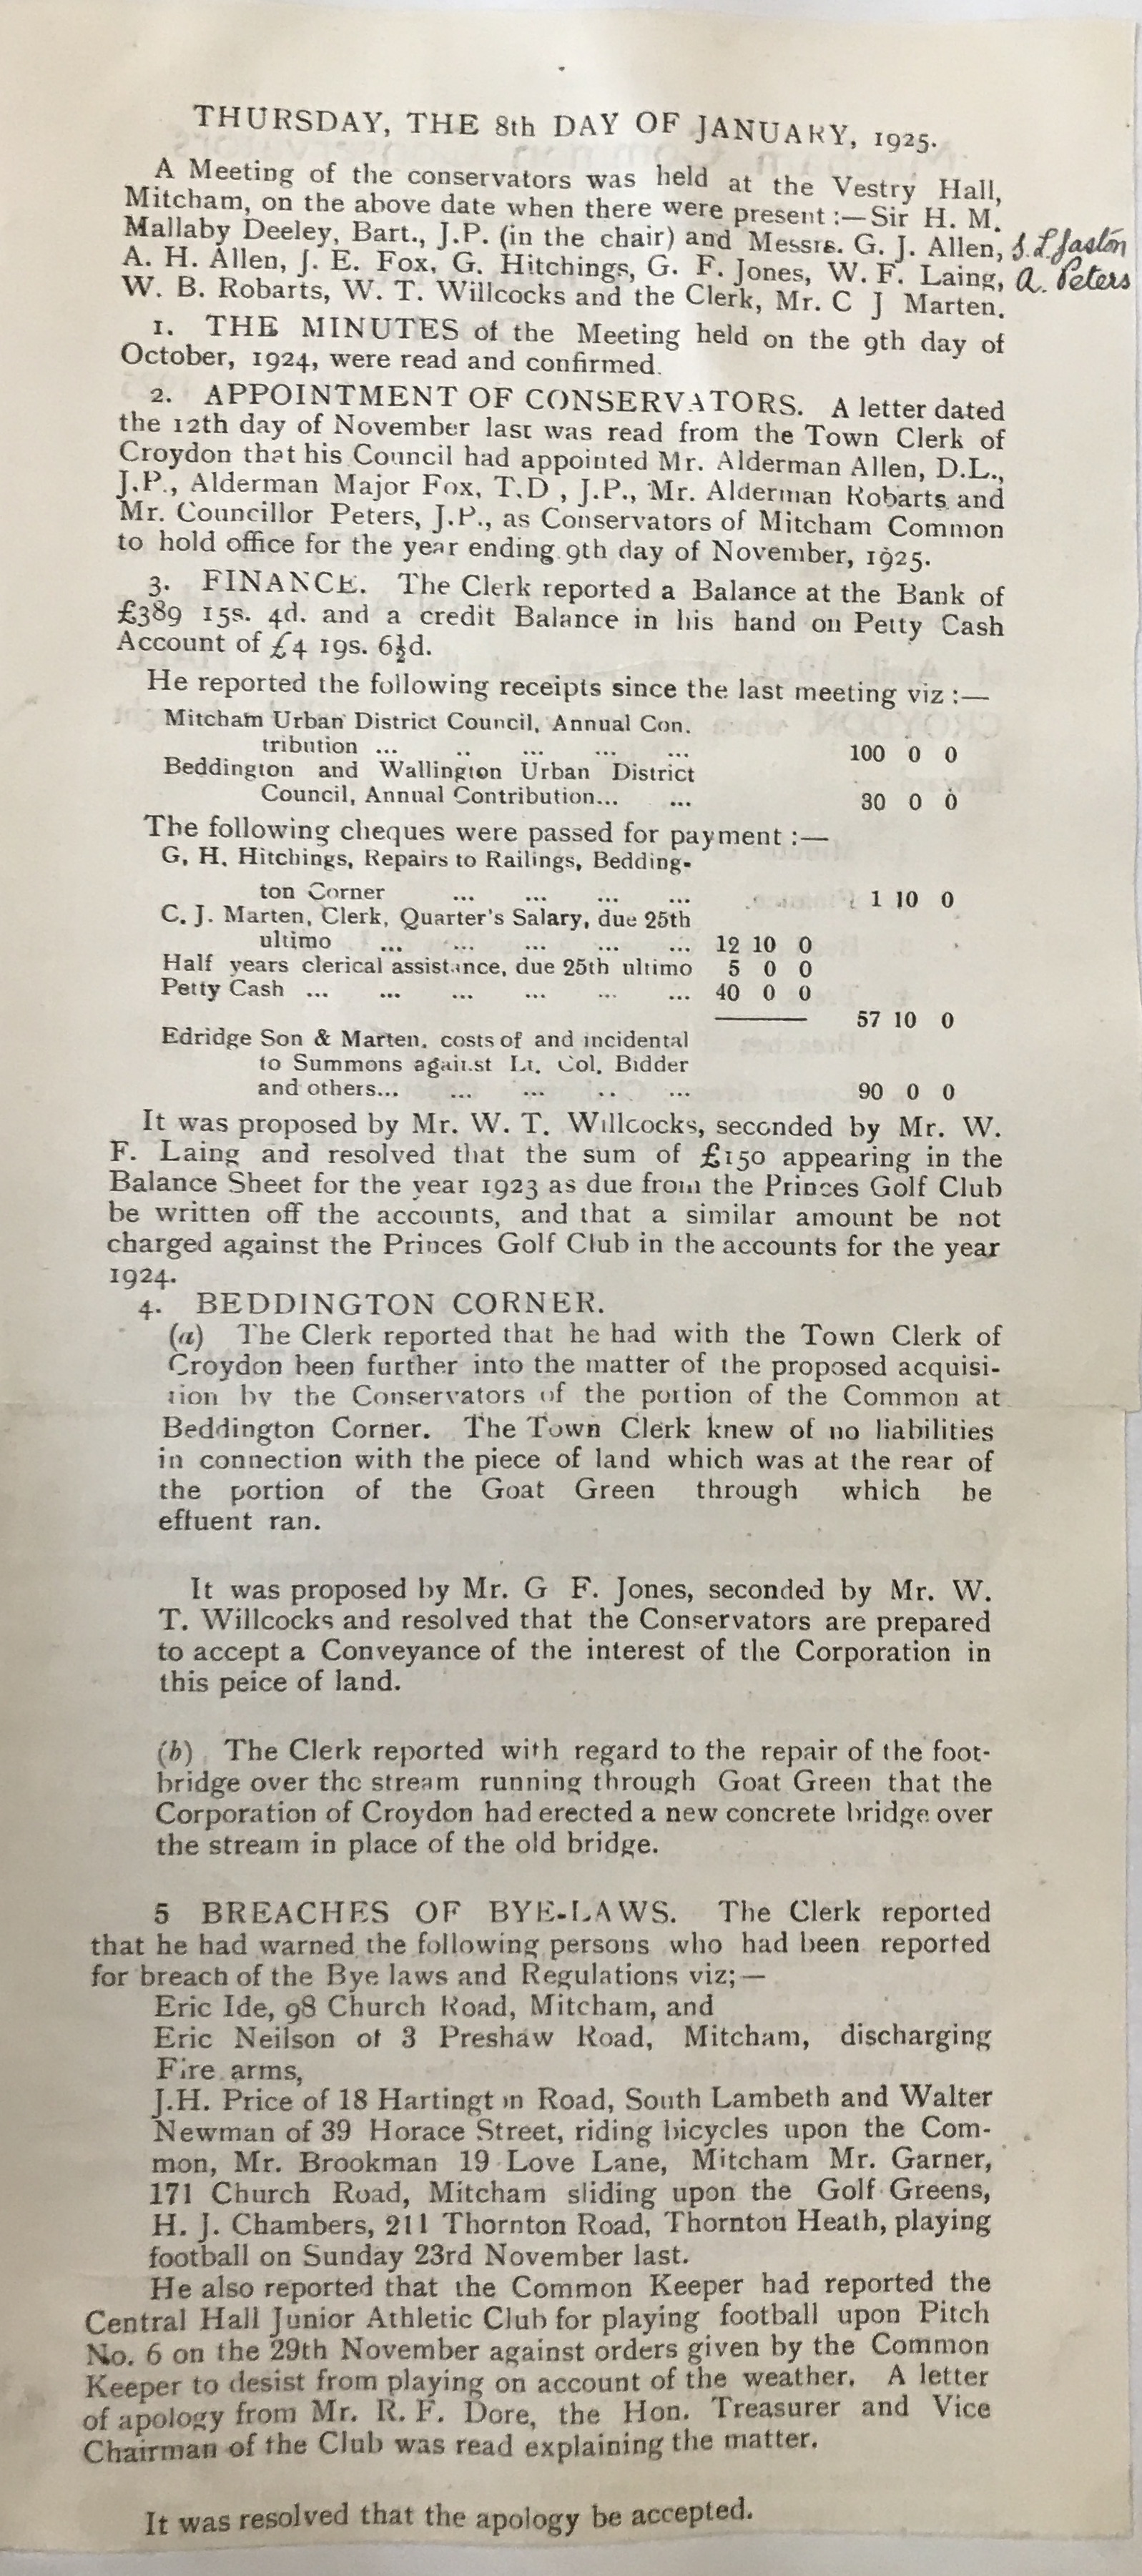 THURSDAY, THE 8th DAY OF JANUARY, 1925.
A Meeting of the conservators was held at the Vestry Hall,
Mitcham, on the above date when there were present :—Sir H. M.
Mallaby Deeley, Bart., J.P. (in the chair) and Messrs. G. J. Allen,
A. H. Allen, J. E. Fox, G. Hitchings, G. F. Jones, W. F. Laing, A. Peters
W. B. Robarts, W. T. Willcocks and the Clerk, Mr. C J Marten.
1. THE MINUTES of the Meeting held on the 9th day of
October, 1924, were read and confirmed.
2. APPOINTMENT OF CONSERVATORS. A letter dated
the 12th day of November last was read from the Town Clerk of
Croydon that his Council had appointed Mr. Alderman Allen, D.L.,
J.P., Alderman Major Fox, T.D , J.P., Mr. Alderman Robarts and
Mr. Councillor Peters, J.P., as Conservators of Mitcham Common
to hold office for the year ending 9th day of November, 1925.
3. FINANCE. The Clerk reported a Balance at the Bank of
£389 15s. 4d. and a credit Balance in his hand on Petty Cash
Account of £4 19s. 6½d.
He reported the following receipts since the last meeting viz :—
Mitcham Urban District Council, Annual Con.
tribution ... .. ... ... ... 100 0 0
Beddington and Wallington Urban District
Council, Annual Contribution... ... 30 0 0
The following cheques were passed for payment :—
G, H. Hitchings, Repairs to Railings, Bedding-
ton Corner ... ... ... ... 1 10 0
C. J. Marten, Clerk, Quarter's Salary, due 25th
ultimo ... ... ... ... ... 12 10 0
Half years clerical assistance, due 25th ultimo 5 0 0
Petty Cash ... ... ... ... ... ... 40 0 0
57 10 0
Edridge Son & Marten. costs of and incidental
to Summons against Lt. Col. Bidder
and others... ... ... .. ... 90 0 0
It was proposed by Mr. W. T. Willcocks, seconded by Mr. W.
F. Laing and resolved that the sum of £150 appearing in the
Balance Sheet for the year 1923 as due from the Princes Golf Club
be written off the accounts, and that a similar amount be not
charged against the Princes Golf Club in the accounts for the year
1924.
4. BEDDINGTON CORNER.
(a) The Clerk reported that he had with the Town Clerk of
Croydon been further into the matter of the proposed acquisi-
tion by the Conservators of the portion of the Common at
Beddington Corner. The Town Clerk knew of no liabilities
in connection with the piece of land which was at the rear of
the portion of the Goat Green through which be
effuent ran.
It was proposed by Mr. G F. Jones, seconded by Mr. W.
T. Willcocks and resolved that the Conservators are prepared
to accept a Conveyance of the interest of the Corporation in
this peice of land.
(b) The Clerk reported with regard to the repair of the foot-
bridge over the stream running through Goat Green that the
Corporation of Croydon had erected a new concrete bridge over
the stream in place of the old bridge.
5 BREACHES OF BYE-LAWS. The Clerk reported
that he had warned the following persons who had been reported
for breach of the Bye laws and Regulations viz;—
Eric Ide, 98 Church Road, Mitcham, and
Eric Neilson of 3 Preshaw Road, Mitcham, discharging
Fire arms,
J.H. Price of 18 Hartingt on Road, South Lambeth and Walter
Newman of 39 Horace Street, riding bicycles upon the Com-
mon, Mr. Brookman 19 Love Lane, Mitcham Mr. Garner,
171 Church Road, Mitcham sliding upon the Golf Greens,
H. J. Chambers, 211 Thornton Road, Thornton Heath, playing
football on Sunday 23rd November last.
He also reported that the Common Keeper had reported the
Central Hall Junior Athletic Club for playing football upon Pitch
No. 6 on the 29th November against orders given by the Common
Keeper to desist from playing on account of the weather. A letter
of apology from Mr. R. F. Dore, the Hon. Treasurer and Vice
Chairman of the Club was read explaining the matter.
It was resolved that the apology be accepted.